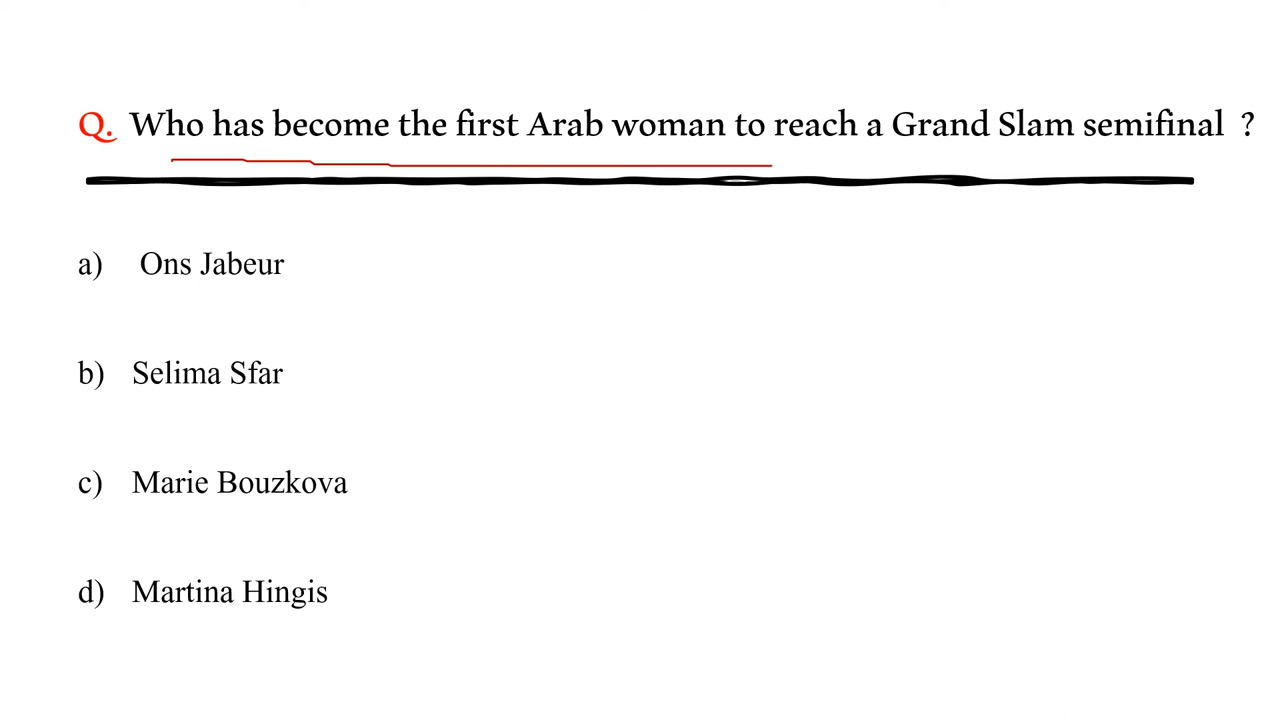 Q. Who has become the first Arab woman to reach a Grand Slam semifinal ?
a) Ons Jabeur
b) Selima Sfar
c) Marie Bouzkova
d) Martina Hingis